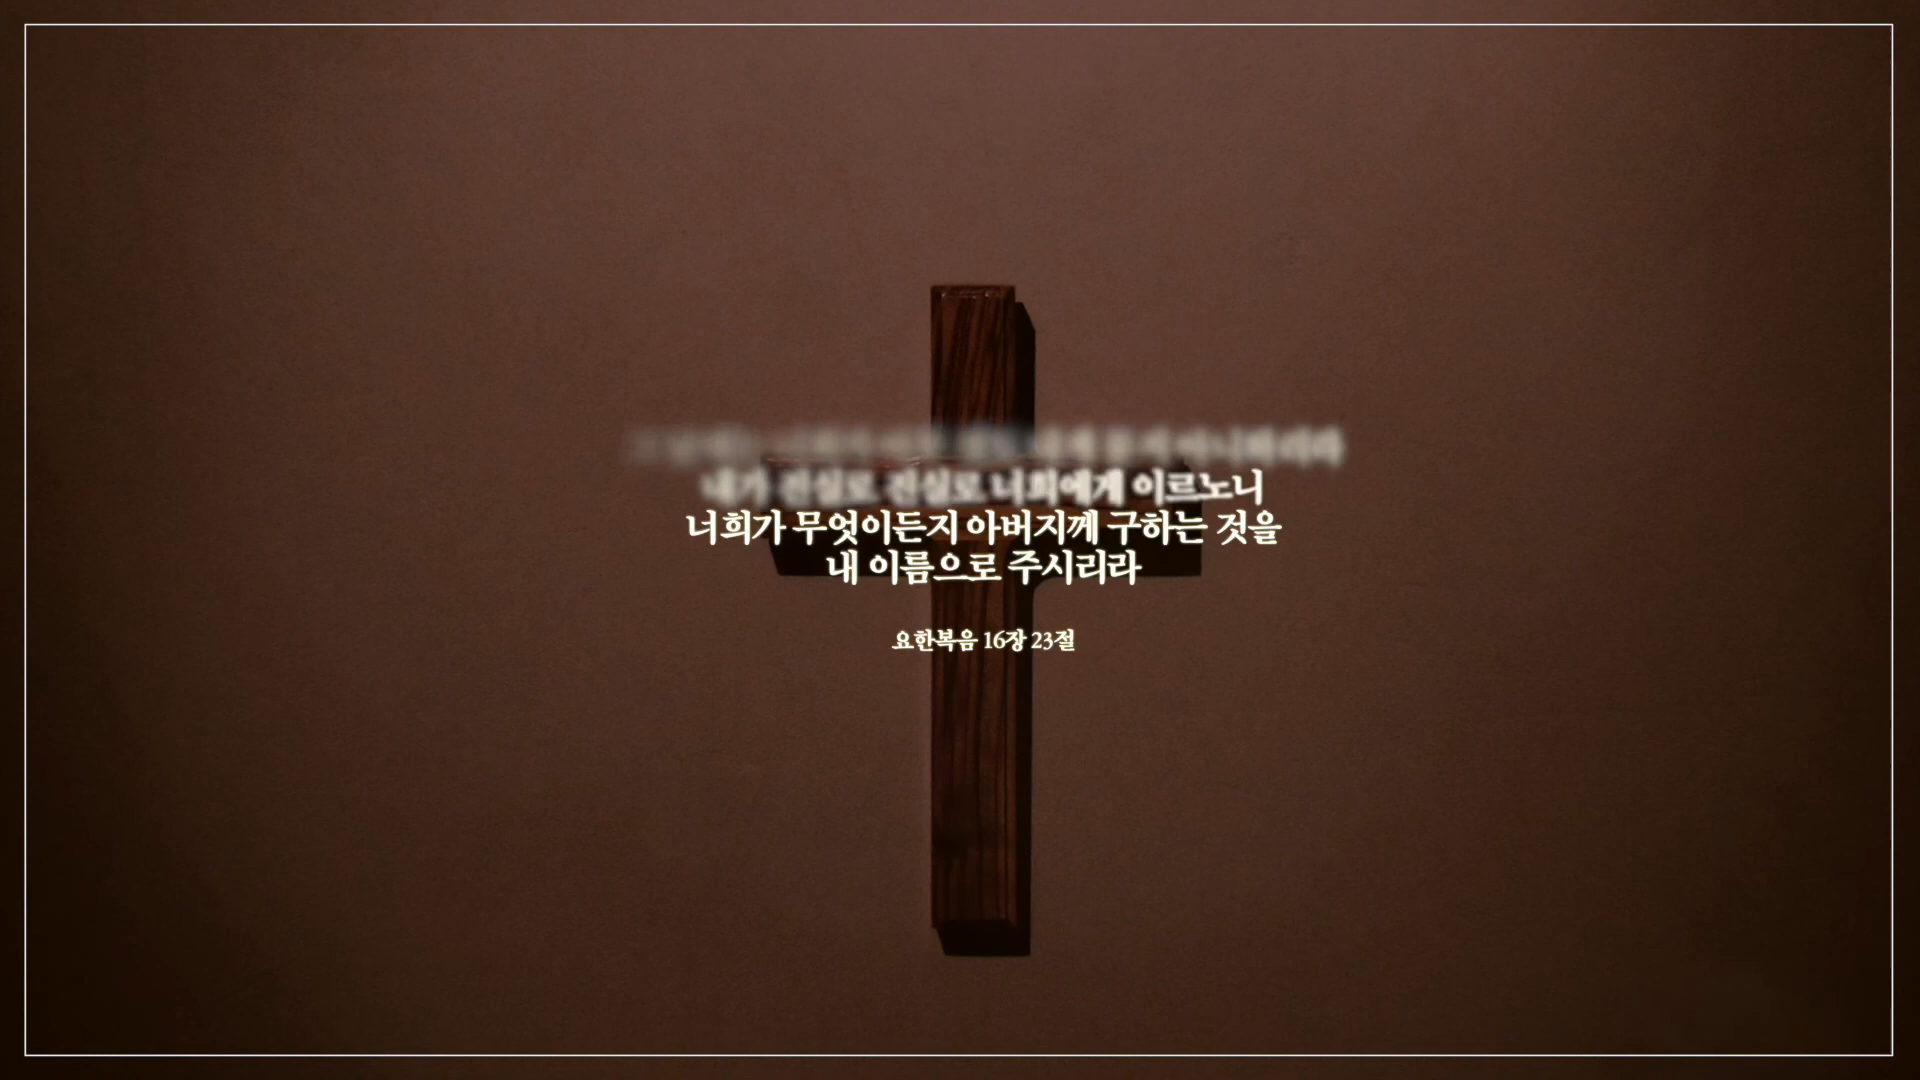 내가 진실로 진실로 너희에게 이르노니
너희가 무엇이든지 아버지께 구하는 것을
내 이름으로 주시리라
요한복음 16장 23절